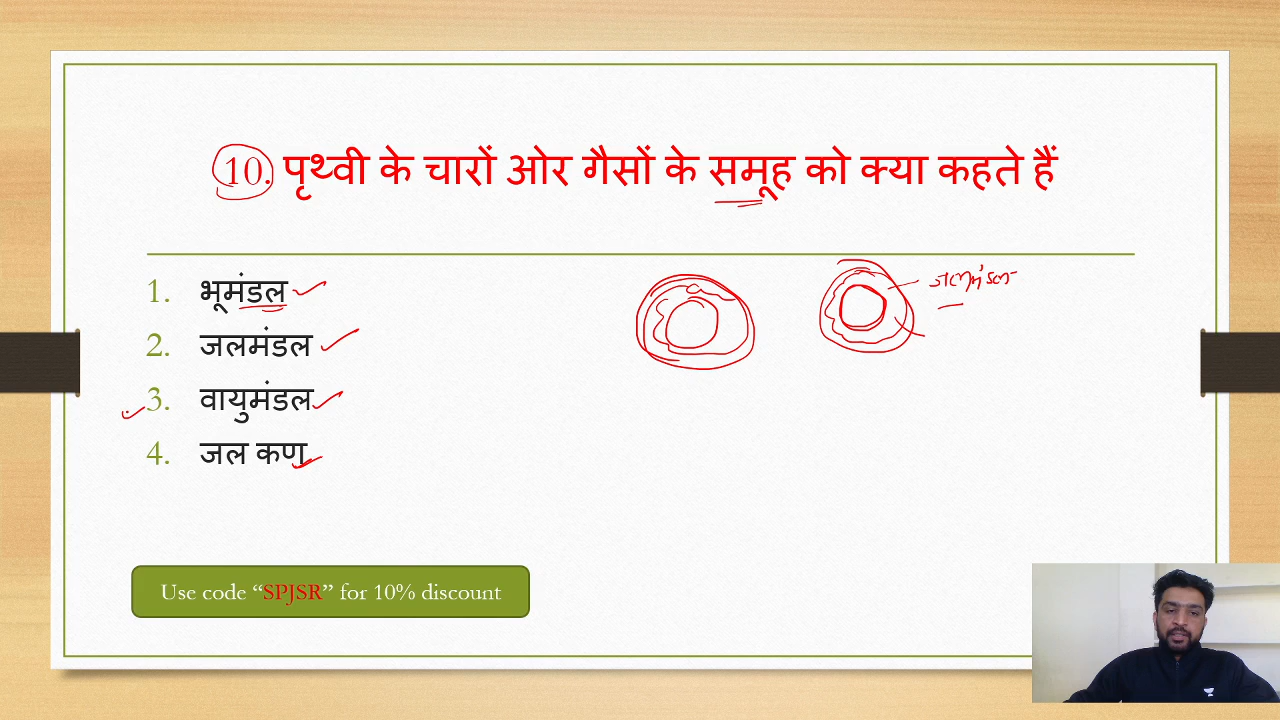 10. पृथ्वी के चारों ओर गैसों के समूह को क्या कहते हैं
1. भूमंडल
2. जलमंडल
3. वायुमंडल
4. जल कण
जलमंडल
Use code “SPJSR” for 10% discount